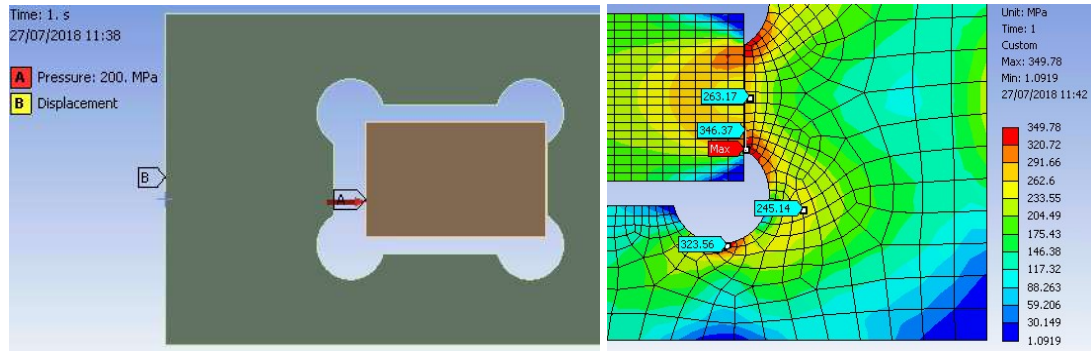 Time: 1. s
27/07/2018 11:38
A Pressure: 200. MPa
B Displacement
B
A
263.17
346.37
Max
245.14
323.56
Unit: MPa
Time: 1
Custom
Max: 349.78
Min: 1.0919
27/07/2018 11:42
349.78
320.72
291.66
262.6
233.55
204.49
175.43
146.38
117.32
88.263
59.206
30.149
1.0919